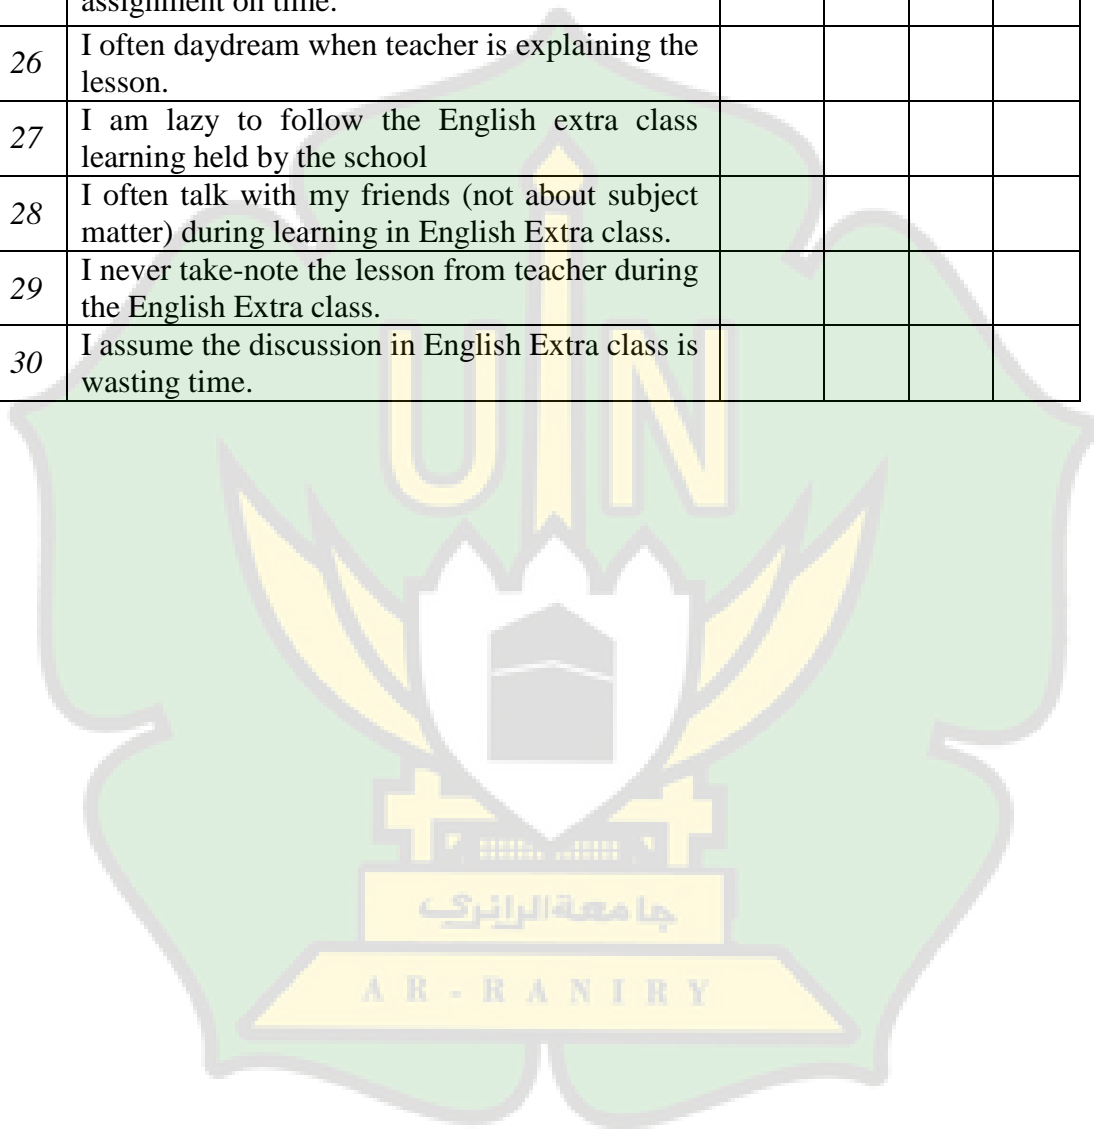 assignment on time.
26
I often daydream when teacher is explaining the
lesson.
27
I am lazy to follow the English extra class
learning held by the school
28
I often talk with my friends (not about subject
matter) during learning in English Extra class.
29
I never take-note the lesson from teacher during
the English Extra class.
30
I assume the discussion in English Extra class is
wasting time.
UIN
جامعة الرانري
AR-RANIRY